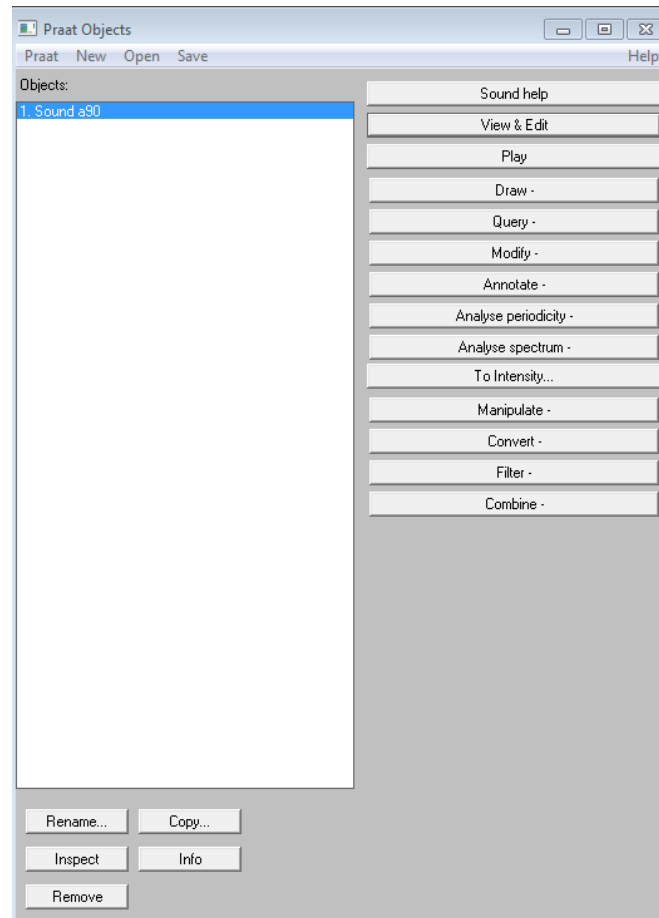 Praat Objects
Praat New Open Save Help
Objects:
1. Sound a90
Sound help
View & Edit
Play
Draw -
Query -
Modify -
Annotate -
Analyse periodicity -
Analyse spectrum -
To Intensity...
Manipulate -
Convert -
Filter -
Combine -
Rename... Copy...
Inspect Info
Remove